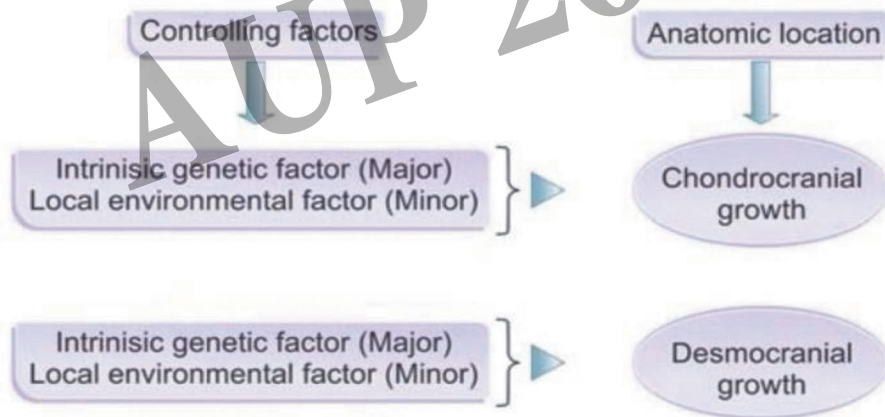 Controlling factors
Anatomic location
Intrinisic genetic factor (Major)
Local environmental factor (Minor)
Chondrocranial
growth
Intrinisic genetic factor (Major)
Local environmental factor (Minor)
Desmocranial
growth
AUP